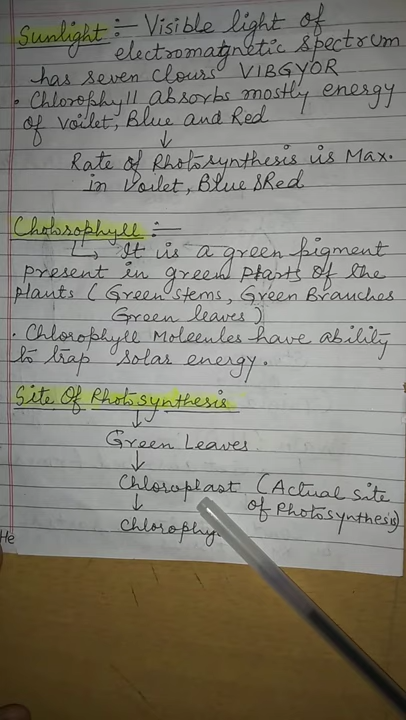 Sunlight :- Visible light of
electromagnetic spectrum
has seven Clours VIBGYOR
• Chlorophyll absorbs mostly energy
of Voilet, Blue and Red
↓
Rate of Photosynthesis is Max.
in Voilet, Blue & Red
Cholorophyll :-
↳ It is a green pigment
present in green parts of the
plants (Green stems, Green Branches
Green leaves)
• Chlorophyll Molecules have ability
to trap solar energy.
Site Of Photosynthesis
↓
Green Leaves
↓
Chloroplast (Actual site
of Photosynthesis)
↓
Chlorophy
He